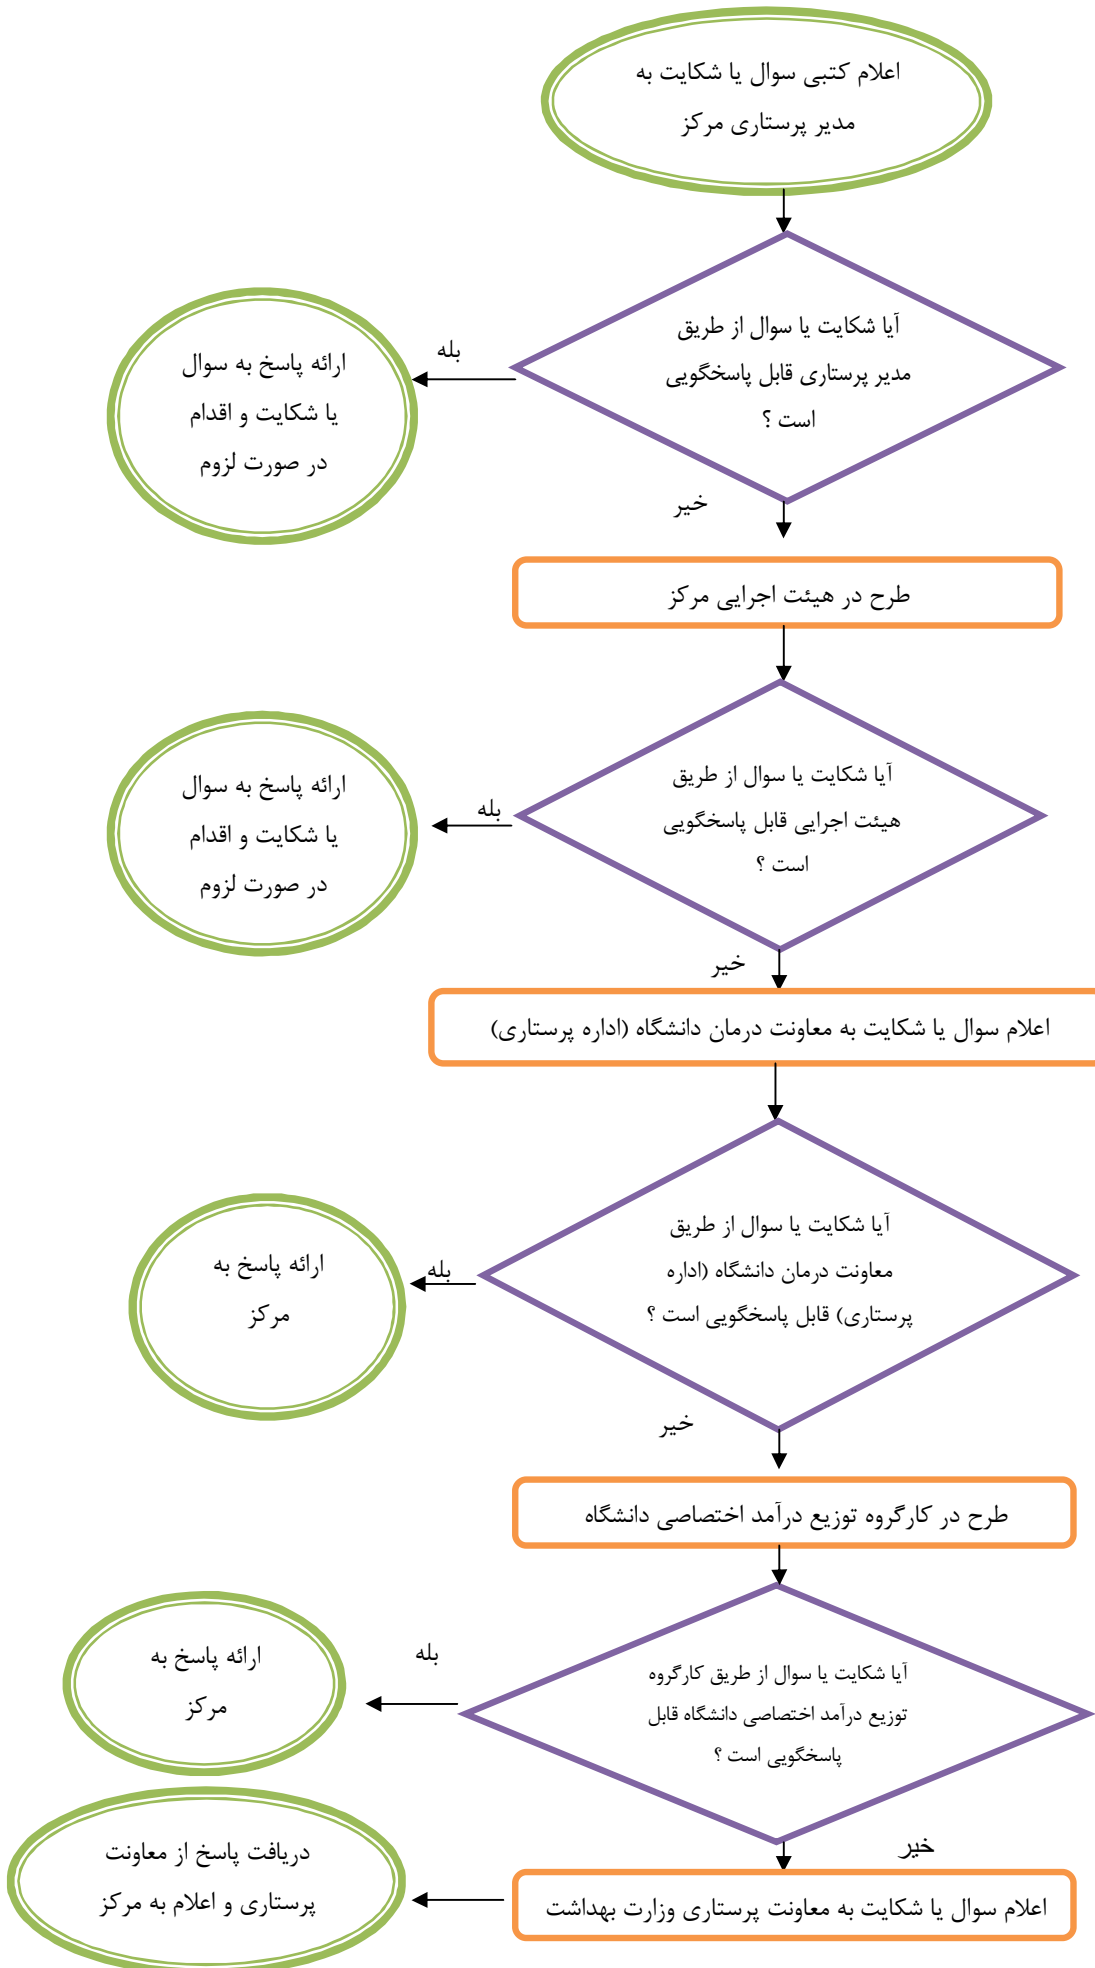 اعلام کتبی سوال یا شکایت به
مدیر پرستاری مرکز
آیا شکایت یا سوال از طریق
مدیر پرستاری قابل پاسخگویی
است ؟
بله
ارائه پاسخ به سوال
یا شکایت و اقدام
در صورت لزوم
خیر
طرح در هیئت اجرایی مرکز
آیا شکایت یا سوال از طریق
هیئت اجرایی قابل پاسخگویی
است ؟
بله
ارائه پاسخ به سوال
یا شکایت و اقدام
در صورت لزوم
خیر
اعلام سوال یا شکایت به معاونت درمان دانشگاه (اداره پرستاری)
آیا شکایت یا سوال از طریق
معاونت درمان دانشگاه (اداره
پرستاری) قابل پاسخگویی است ؟
بله
ارائه پاسخ به
مرکز
خیر
طرح در کارگروه توزیع درآمد اختصاصی دانشگاه
آیا شکایت یا سوال از طریق کارگروه
توزیع درآمد اختصاصی دانشگاه قابل
پاسخگویی است ؟
بله
ارائه پاسخ به
مرکز
خیر
اعلام سوال یا شکایت به معاونت پرستاری وزارت بهداشت
دریافت پاسخ از معاونت
پرستاری و اعلام به مرکز